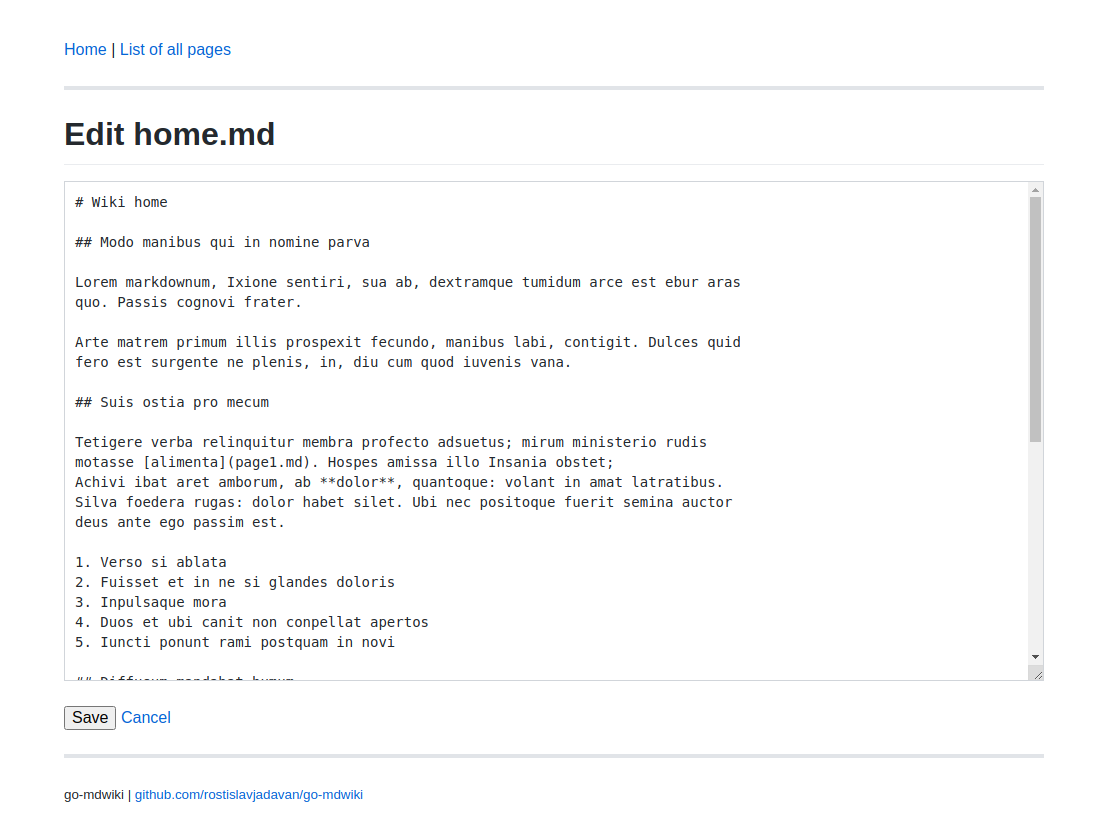 Home | List of all pages
Edit home.md
# Wiki home
## Modo manibus qui in nomine parva
Lorem markdownum, Ixione sentiri, sua ab, dextramque tumidum arce est ebur aras
quo. Passis cognovi frater.
Arte matrem primum illis prospexit fecundo, manibus labi, contigit. Dulces quid
fero est surgente ne plenis, in, diu cum quod iuvenis vana.
## Suis ostia pro mecum
Tetigere verba relinquitur membra profecto adsuetus; mirum ministerio rudis
motasse [alimenta](page1.md). Hospes amissa illo Insania obstet;
Achivi ibat aret amborum, ab **dolor**, quantoque: volant in amat latratibus.
Silva foedera rugas: dolor habet silet. Ubi nec positoque fuerit semina auctor
deus ante ego passim est.
1. Verso si ablata
2. Fuisset et in ne si glandes doloris
3. Inpulsaque mora
4. Duos et ubi canit non conpellat apertos
5. Iuncti ponunt rami postquam in novi
Save Cancel
go-mdwiki | github.com/rostislavjadavan/go-mdwiki